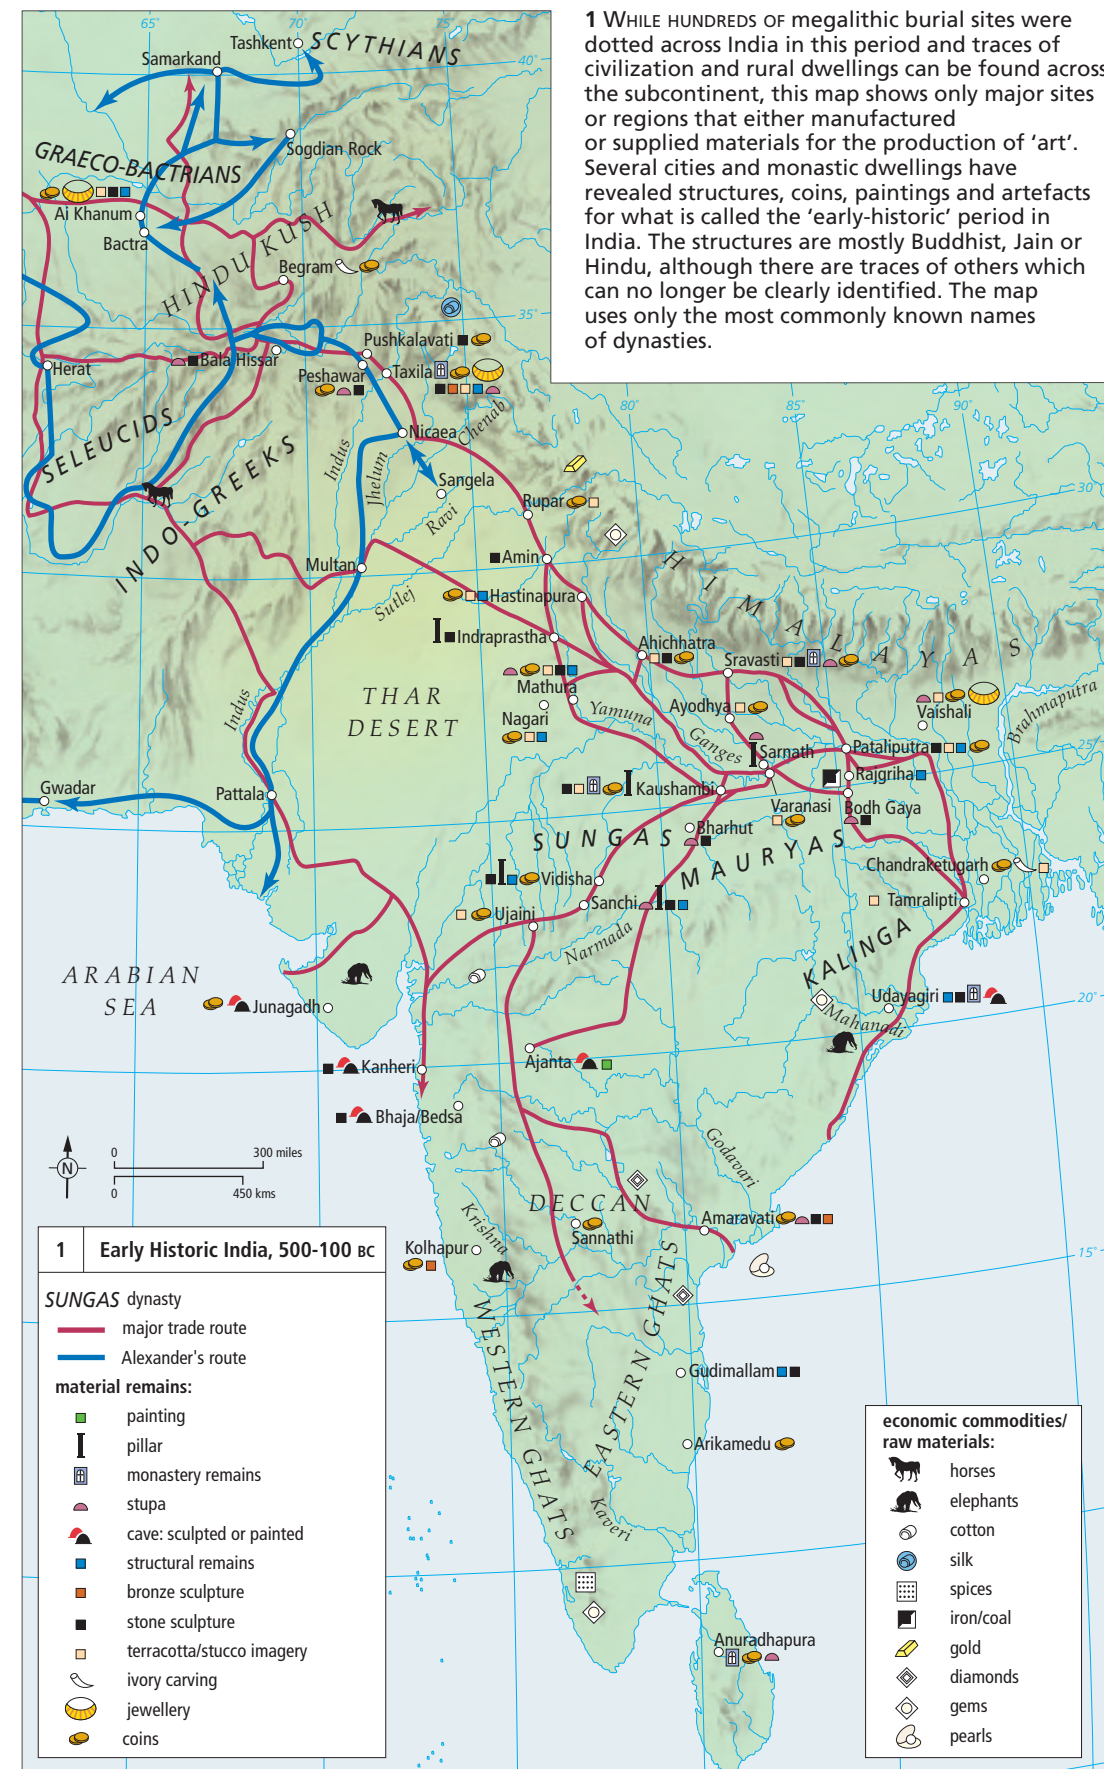 1 WHILE HUNDREDS OF megalithic burial sites were
dotted across India in this period and traces of
civilization and rural dwellings can be found across
the subcontinent, this map shows only major sites
or regions that either manufactured
or supplied materials for the production of ‘art’.
Several cities and monastic dwellings have
revealed structures, coins, paintings and artefacts
for what is called the ‘early-historic’ period in
India. The structures are mostly Buddhist, Jain or
Hindu, although there are traces of others which
can no longer be clearly identified. The map
uses only the most commonly known names
of dynasties.
65°
70°
75°
40°
Tashkent
SCYTHIANS
Samarkand
Sogdian Rock
GRAECO-BACTRIANS
Ai Khanum
Bactra
HINDU KUSH
Begram
35°
Pushkalavati
Bala Hissar
Herat
Peshawar
Taxila
80°
85°
90°
SELEUCIDS
Nicaea
Chenab
INDO-GREEKS
Indus
Jhelum
Sangela
Ravi
Rupar
30°
Multan
Amin
HIMALAYAS
Sutlej
Hastinapura
Indraprastha
Ahichhatra
Sravasti
THAR
DESERT
Mathura
Nagari
Yamuna
Ayodhya
Vaishali
Brahmaputra
Indus
Ganges
Sarnath
Pataliputra
25°
Rajgriha
Gwadar
Pattala
Kaushambi
Varanasi
Bodh Gaya
Bharhut
SUNGAS
MAURYAS
Chandraketugarh
Vidisha
Tamralipti
Sanchi
Ujaini
Narmada
KALINGA
ARABIAN
SEA
Junagadh
Udayagiri
20°
Mahanadi
Ajanta
Kanheri
Bhaja/Bedsa
N
0
300 miles
0
450 kms
Godavari
DECCAN
Krishna
Sannathi
Amaravati
Kolhapur
15°
WESTERN GHATS
EASTERN GHATS
Gudimallam
Arikamedu
Kaveri
Anuradhapura
1 Early Historic India, 500-100 BC
SUNGAS dynasty
major trade route
Alexander's route
material remains:
painting
pillar
monastery remains
stupa
cave: sculpted or painted
structural remains
bronze sculpture
stone sculpture
terracotta/stucco imagery
ivory carving
jewellery
coins
economic commodities/
raw materials:
horses
elephants
cotton
silk
spices
iron/coal
gold
diamonds
gems
pearls